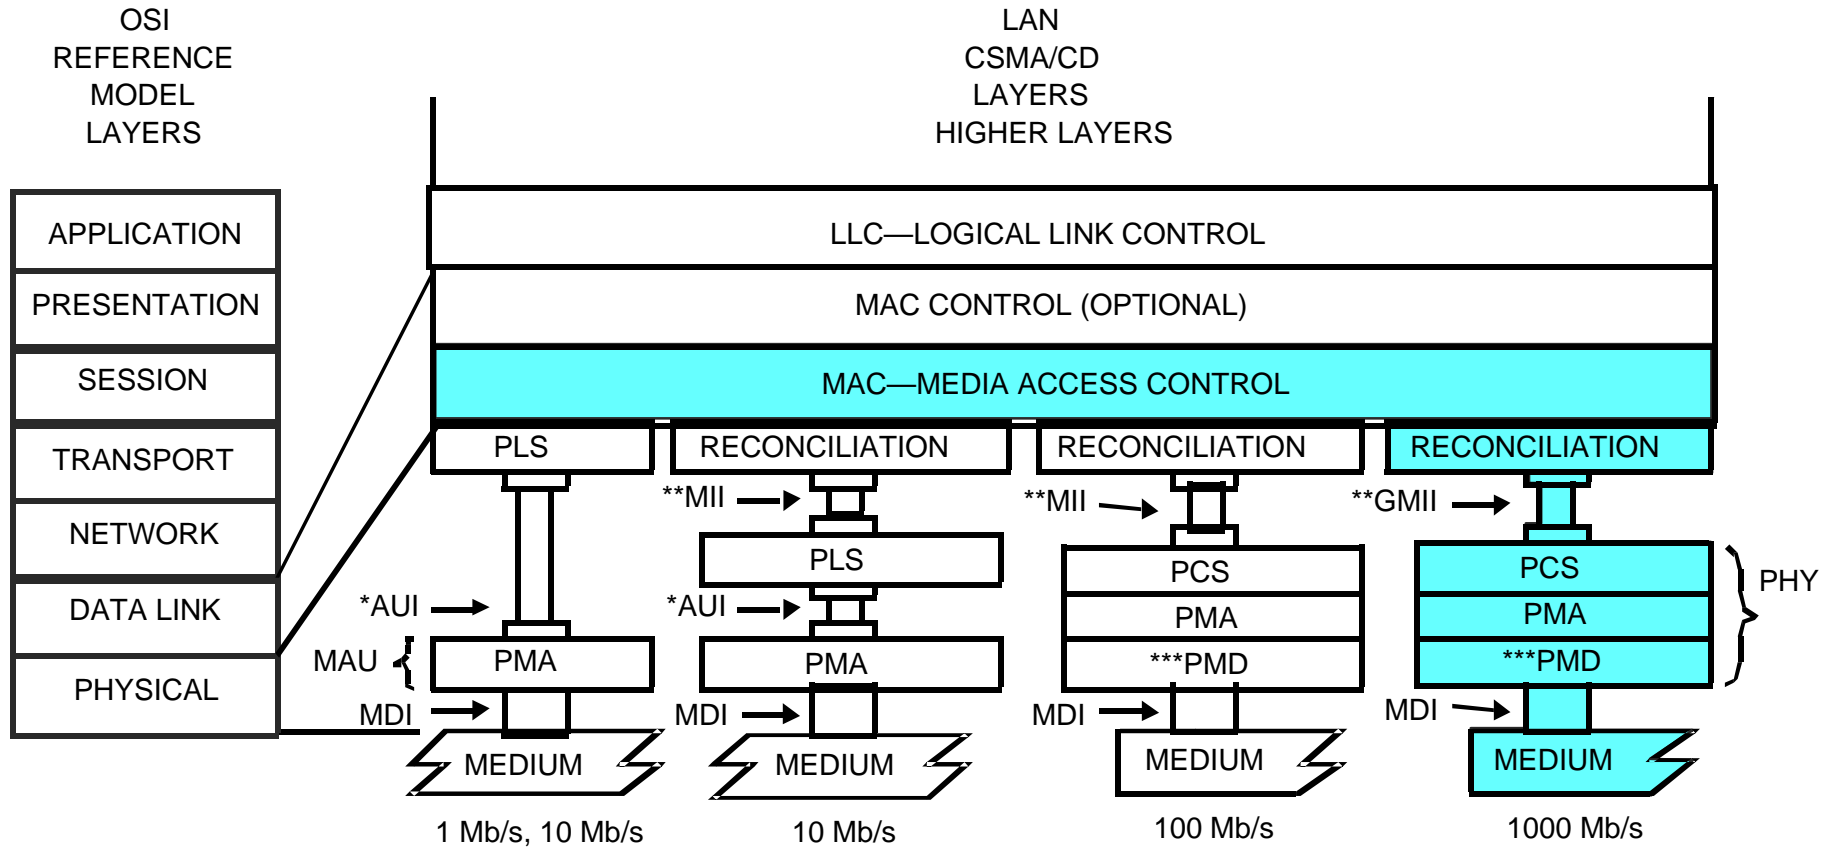 OSI
REFERENCE
MODEL
LAYERS
LAN
CSMA/CD
LAYERS
HIGHER LAYERS
APPLICATION
PRESENTATION
SESSION
TRANSPORT
NETWORK
DATA LINK
PHYSICAL
LLC—LOGICAL LINK CONTROL
MAC CONTROL (OPTIONAL)
MAC—MEDIA ACCESS CONTROL
PLS
*AUI
MAU
PMA
MDI
MEDIUM
1 Mb/s, 10 Mb/s
RECONCILIATION
**MII
PLS
*AUI
PMA
MDI
MEDIUM
10 Mb/s
RECONCILIATION
**MII
PCS
PMA
***PMD
MDI
MEDIUM
100 Mb/s
RECONCILIATION
**GMII
PCS
PMA
***PMD
PHY
MDI
MEDIUM
1000 Mb/s